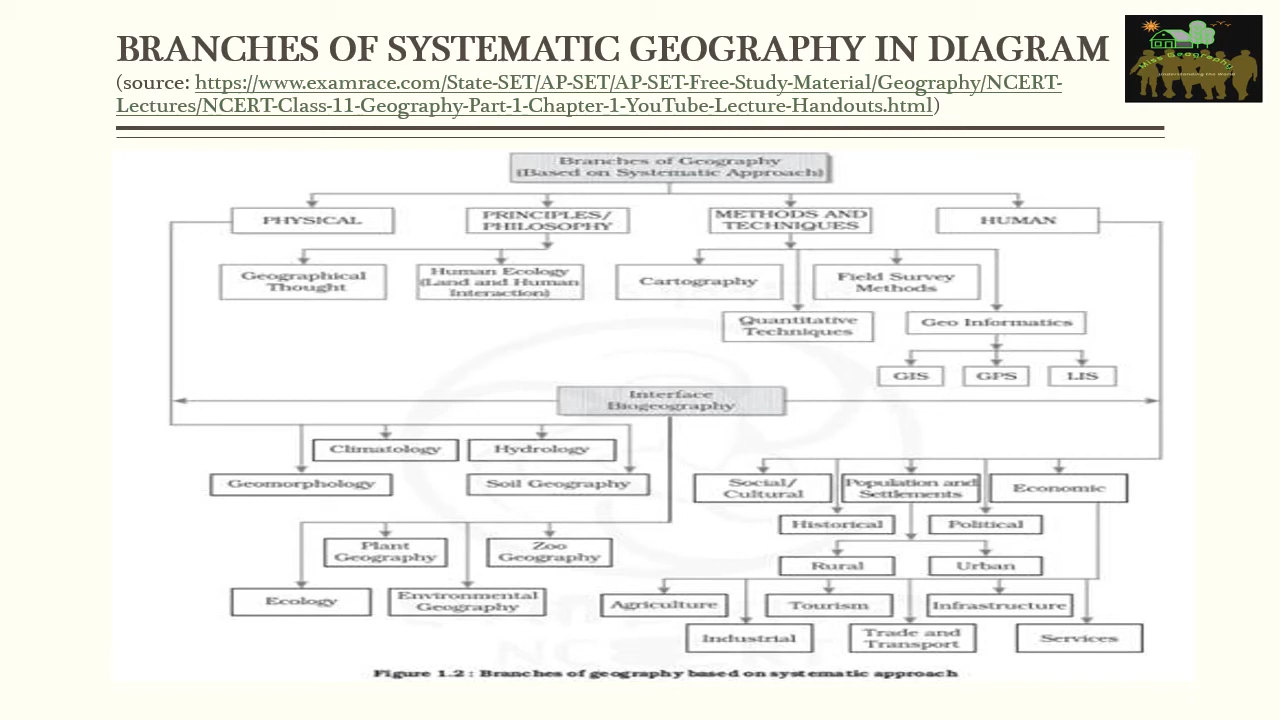 BRANCHES OF SYSTEMATIC GEOGRAPHY IN DIAGRAM
(source: https://www.examrace.com/State-SET/AP-SET/AP-SET-Free-Study-Material/Geography/NCERT-
Lectures/NCERT-Class-11-Geography-Part-1-Chapter-1-YouTube-Lecture-Handouts.html)
Miss Geography
Understanding the World
Branches of Geography
(Based on Systematic Approach)
PHYSICAL
PRINCIPLES/
PHILOSOPHY
METHODS AND
TECHNIQUES
HUMAN
Geographical
Thought
Human Ecology
(Land and Human
Interaction)
Cartography
Field Survey
Methods
Quantitative
Techniques
Geo Informatics
GIS
GPS
LIS
Interface
Biogeography
Climatology
Hydrology
Geomorphology
Soil Geography
Social/
Cultural
Population and
Settlements
Economic
Historical
Political
Plant
Geography
Zoo
Geography
Rural
Urban
Ecology
Environmental
Geography
Agriculture
Tourism
Infrastructure
Industrial
Trade and
Transport
Services
Figure 1.2 : Branches of geography based on systematic approach